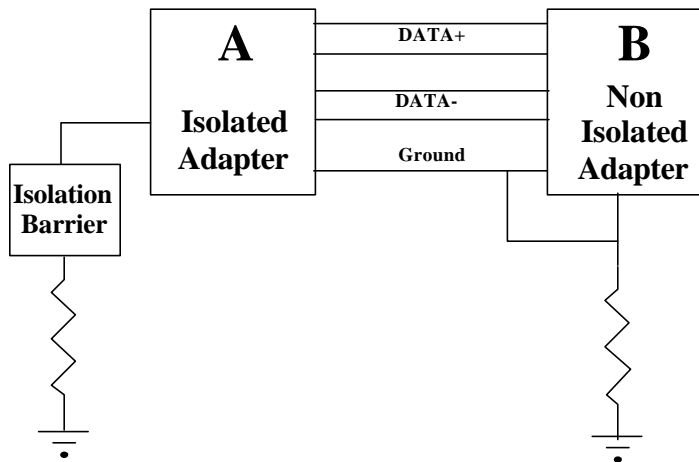 A
Isolated
Adapter
DATA+
DATA-
Ground
B
Non
Isolated
Adapter
Isolation
Barrier